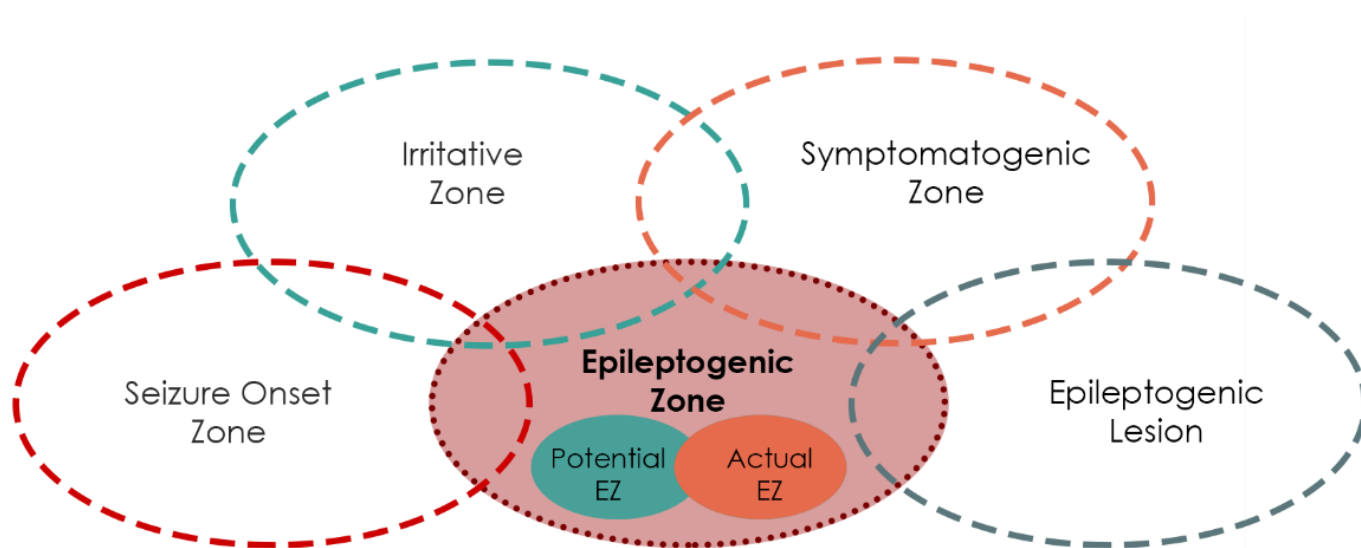 Irritative
Zone
Symptomatogenic
Zone
Seizure Onset
Zone
Epileptogenic
Zone
Potential
EZ
Actual
EZ
Epileptogenic
Lesion